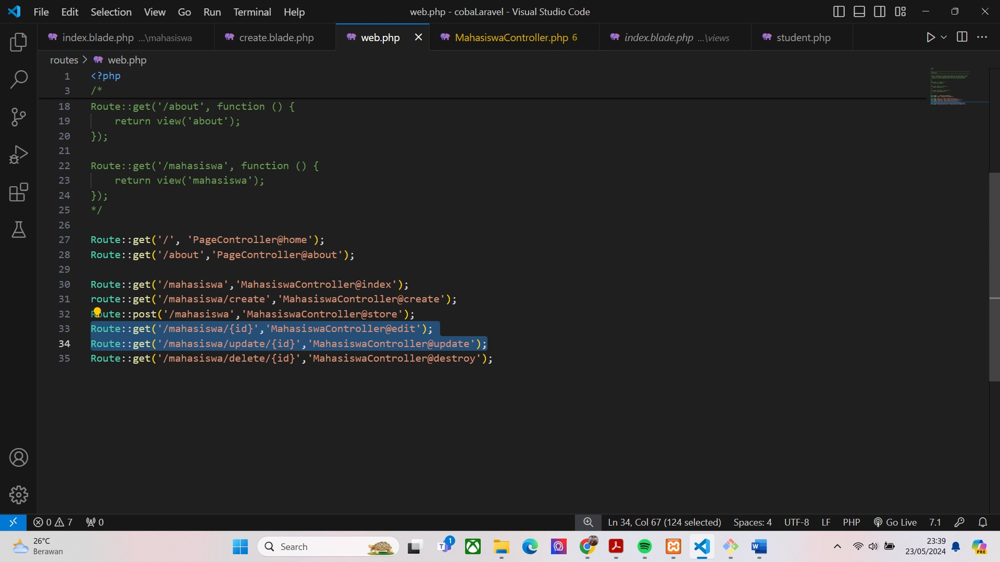 File Edit Selection View Go Run Terminal Help web.php - cobaLaravel - Visual Studio Code
index.blade.php ...\mahasiswa create.blade.php web.php MahasiswaController.php 6 index.blade.php ...\views student.php
routes > web.php
1 <?php
3 /*
18 Route::get('/about', function () {
19 return view('about');
20 });
21
22 Route::get('/mahasiswa', function () {
23 return view('mahasiswa');
24 });
25 */
26
27 Route::get('/', 'PageController@home');
28 Route::get('/about','PageController@about');
29
30 Route::get('/mahasiswa','MahasiswaController@index');
31 route::get('/mahasiswa/create','MahasiswaController@create');
32 Route::post('/mahasiswa','MahasiswaController@store');
33 Route::get('/mahasiswa/{id}','MahasiswaController@edit');
34 Route::get('/mahasiswa/update/{id}','MahasiswaController@update');
35 Route::get('/mahasiswa/delete/{id}','MahasiswaController@destroy');
0 7 0 Ln 34, Col 67 (124 selected) Spaces: 4 UTF-8 LF PHP Go Live 7.1
26°C
Berawan
Search
1
23:39
23/05/2024
PRE